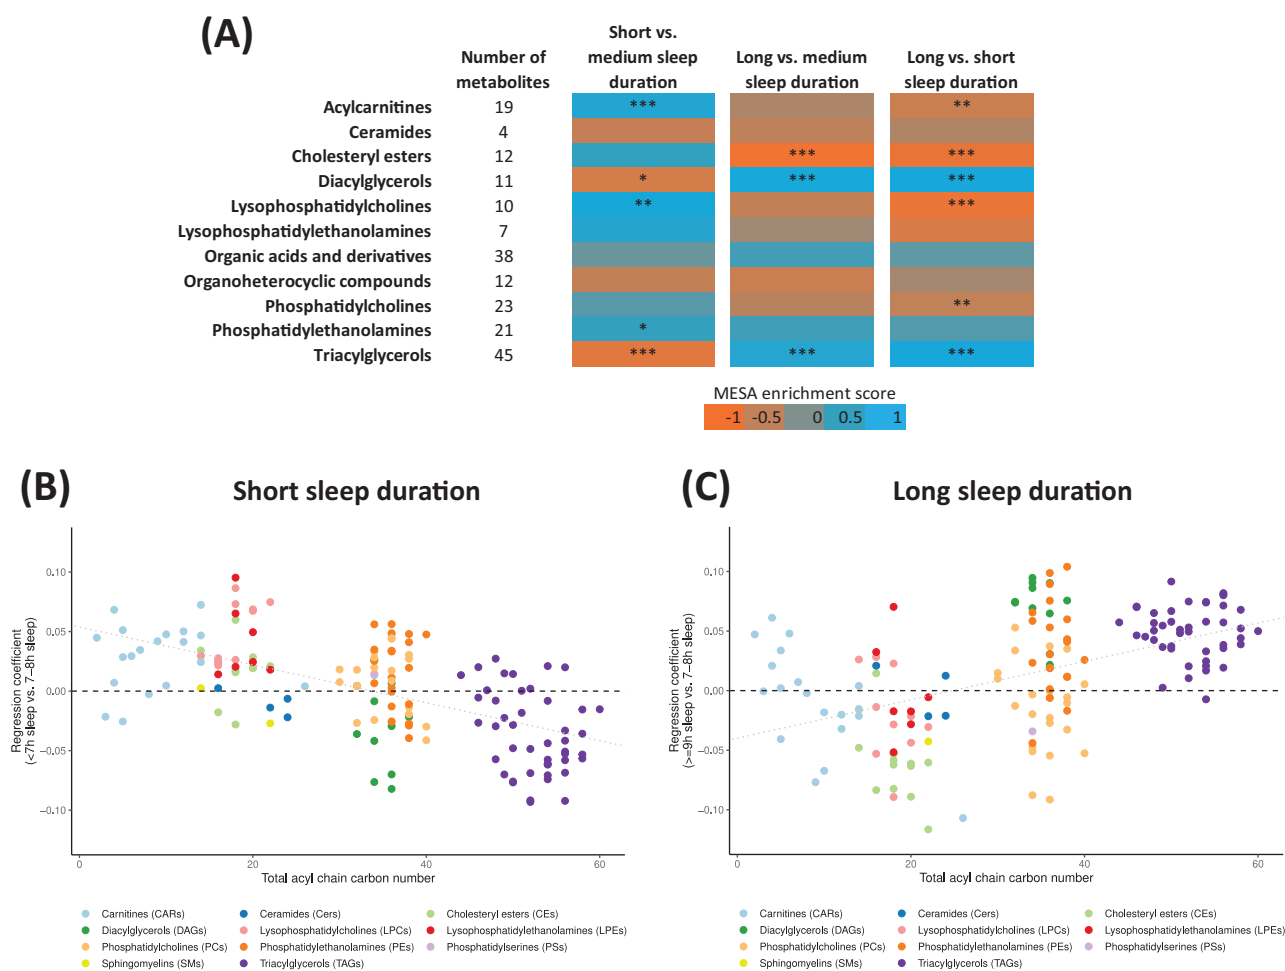 (A)
Number of metabolites
Short vs. medium sleep duration
Long vs. medium sleep duration
Long vs. short sleep duration
Acylcarnitines 19 *** **
Ceramides 4
Cholesteryl esters 12 *** ***
Diacylglycerols 11 * *** ***
Lysophosphatidylcholines 10 ** ***
Lysophosphatidylethanolamines 7
Organic acids and derivatives 38
Organoheterocyclic compounds 12
Phosphatidylcholines 23 **
Phosphatidylethanolamines 21 *
Triacylglycerols 45 *** *** ***
MESA enrichment score
-1 -0.5 0 0.5 1
(B)
Short sleep duration
Regression coefficient
(<7h sleep vs. 7−8h sleep)
0.10
0.05
0.00
−0.05
−0.10
0 20 40 60
Total acyl chain carbon number
Carnitines (CARs) Ceramides (Cers) Cholesteryl esters (CEs)
Diacylglycerols (DAGs) Lysophosphatidylcholines (LPCs) Lysophosphatidylethanolamines (LPEs)
Phosphatidylcholines (PCs) Phosphatidylethanolamines (PEs) Phosphatidylserines (PSs)
Sphingomyelins (SMs) Triacylglycerols (TAGs)
(C)
Long sleep duration
Regression coefficient
(>=9h sleep vs. 7−8h sleep)
0.10
0.05
0.00
−0.05
−0.10
0 20 40 60
Total acyl chain carbon number
Carnitines (CARs) Ceramides (Cers) Cholesteryl esters (CEs)
Diacylglycerols (DAGs) Lysophosphatidylcholines (LPCs) Lysophosphatidylethanolamines (LPEs)
Phosphatidylcholines (PCs) Phosphatidylethanolamines (PEs) Phosphatidylserines (PSs)
Sphingomyelins (SMs) Triacylglycerols (TAGs)